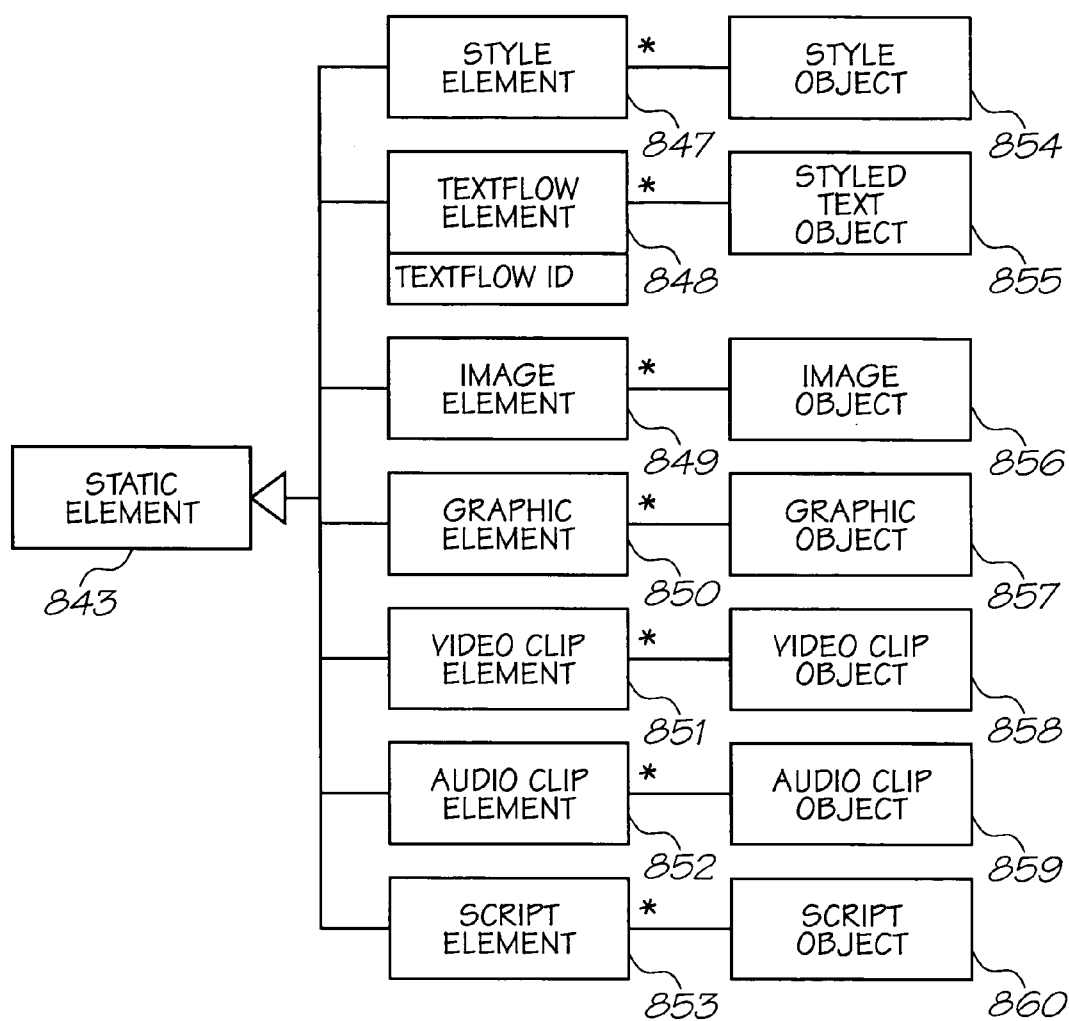 STYLE
ELEMENT
*
STYLE
OBJECT
847
854
TEXTFLOW
ELEMENT
*
STYLED
TEXT
OBJECT
TEXTFLOW ID
848
855
IMAGE
ELEMENT
*
IMAGE
OBJECT
849
856
STATIC
ELEMENT
843
GRAPHIC
ELEMENT
*
GRAPHIC
OBJECT
850
857
VIDEO CLIP
ELEMENT
*
VIDEO CLIP
OBJECT
851
858
AUDIO CLIP
ELEMENT
*
AUDIO CLIP
OBJECT
852
859
SCRIPT
ELEMENT
*
SCRIPT
OBJECT
853
860